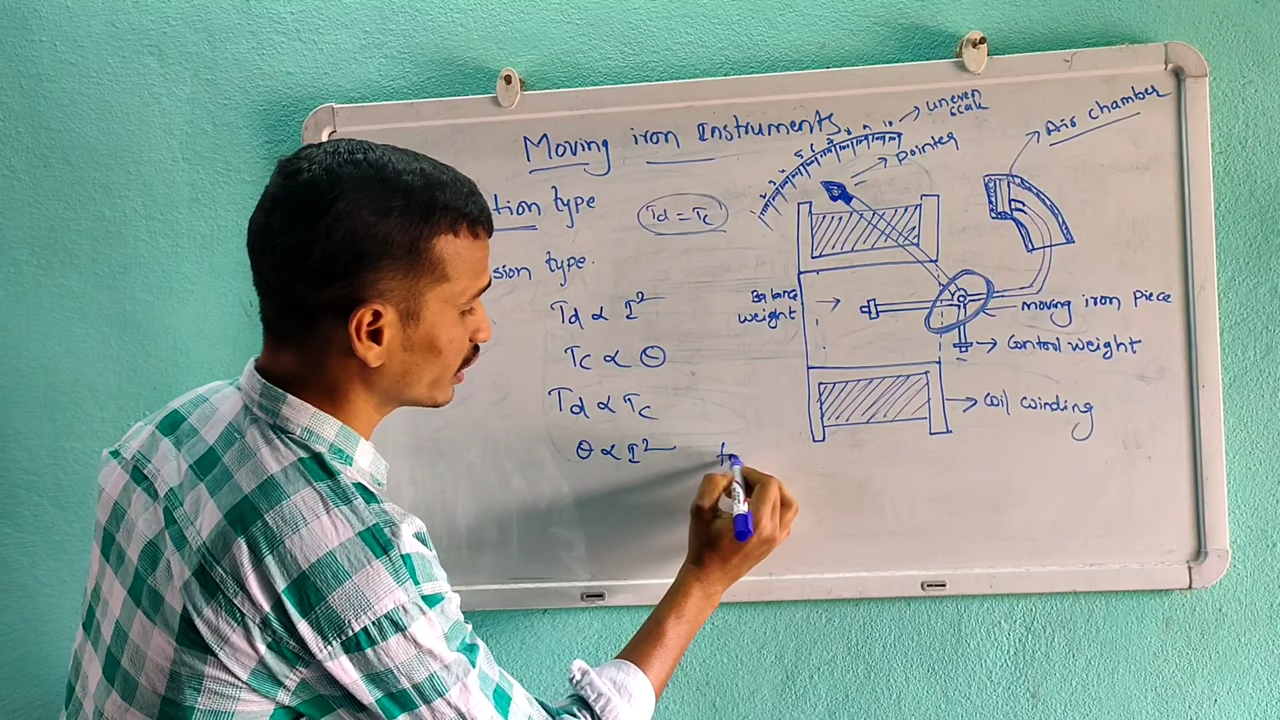 Moving iron Instruments
tion type
Td = Tc
sion type.
Td ∝ I²
Tc ∝ θ
Td ∝ Tc
θ ∝ I²
uneven
scale
Pointer
Air chamber
Balance
weight
moving iron piece
Control weight
Coil winding